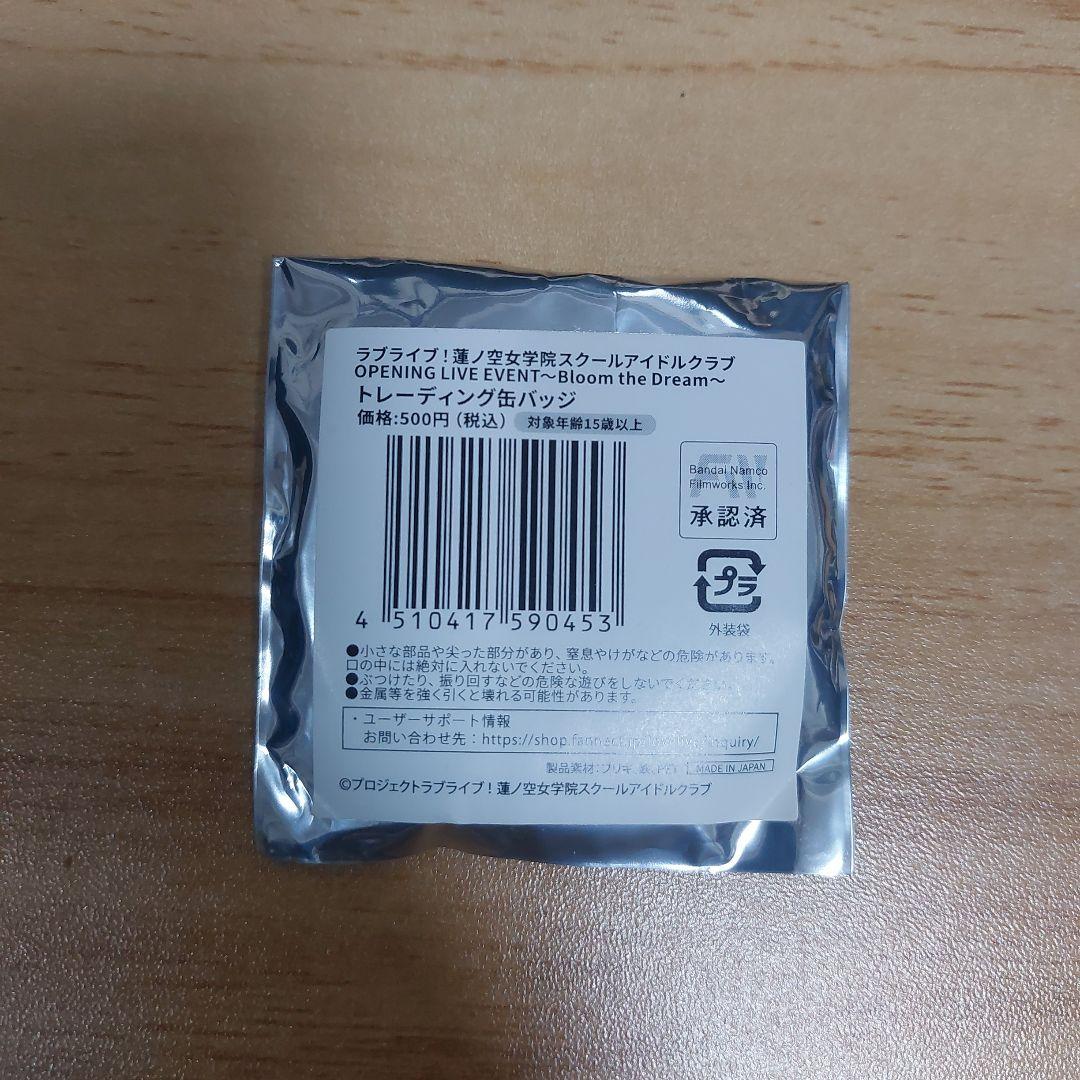 ラブライブ！蓮ノ空女学院スクールアイドルクラブ
OPENING LIVE EVENT～Bloom the Dream～
トレーディング缶バッジ
価格:500円（税込） 対象年齢15歳以上
Bandai Namco
Filmworks Inc.
承認済
プラ
外装袋
4 510417 590453
●小さな部品や尖った部分があり、窒息やけがなどの危険があります。
口の中には絶対に入れないでください。
●ぶつけたり、振り回すなどの危険な遊びをしないでください。
●金属等を強く引くと壊れる可能性があります。
・ユーザーサポート情報
お問い合わせ先：https://shop.fannect.jp/
製品素材：ブリキ、鉄、PET MADE IN JAPAN
©プロジェクトラブライブ！蓮ノ空女学院スクールアイドルクラブ